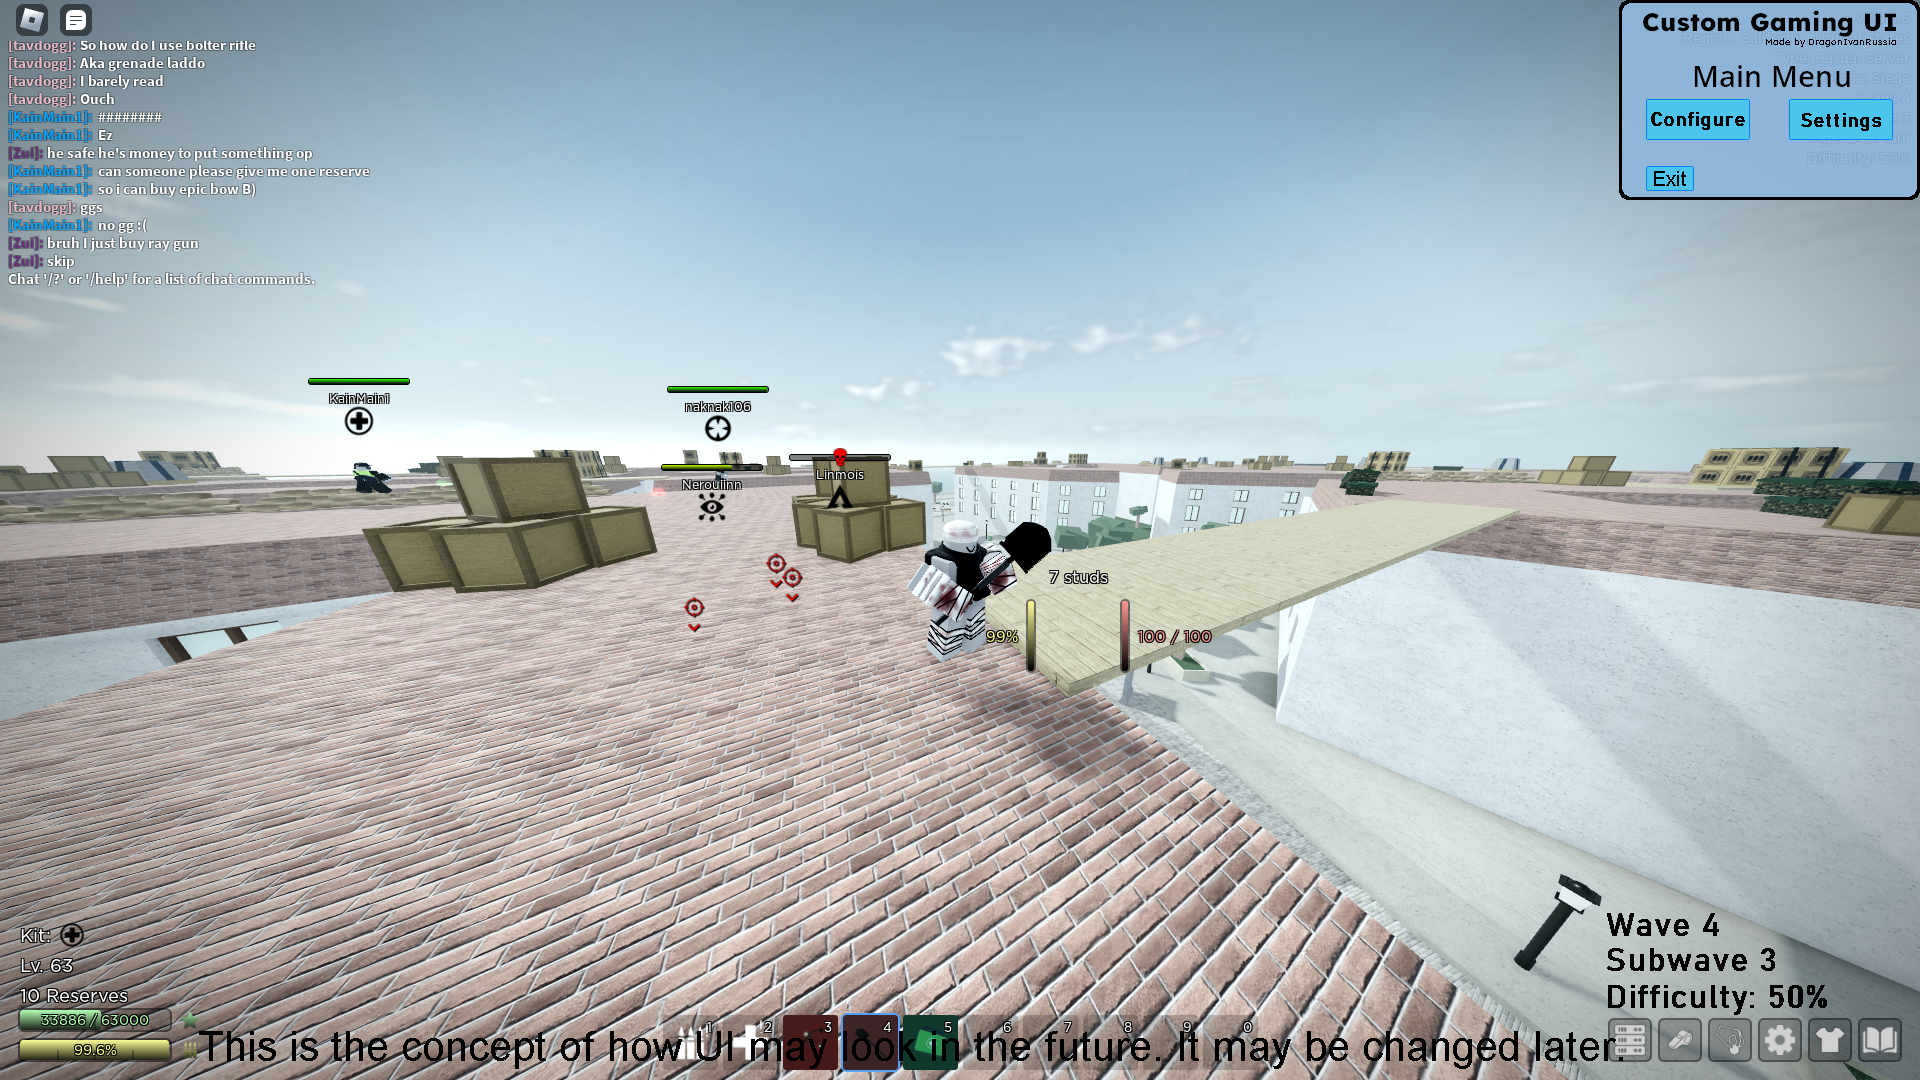 [tavdogg]: So how do I use bolter rifle
[tavdogg]: Aka grenade laddo
[tavdogg]: I barely read
[tavdogg]: Ouch
[KainMain1]: ########
[KainMain1]: Ez
[Zui]: he safe he's money to put something op
[KainMain1]: can someone please give me one reserve
[KainMain1]: so i can buy epic bow B)
[tavdogg]: ggs
[KainMain1]: no gg :(
[Zui]: bruh I just buy ray gun
[Zui]: skip
Chat '/?' or '/help' for a list of chat commands.
Custom Gaming UI
Made by DragonIvanRussia
Main Menu
Configure
Settings
Difficulty: 50%
Exit
KainMain1
naknak106
Nerouiinn
Linmois
7 studs
99%
100 / 100
Wave 4
Subwave 3
Difficulty: 50%
Kit:
Lv. 63
10 Reserves
33886 / 63000
99.6%
1 2 3 4 5 6 7 8 9 0
This is the concept of how UI may look in the future. It may be changed later.